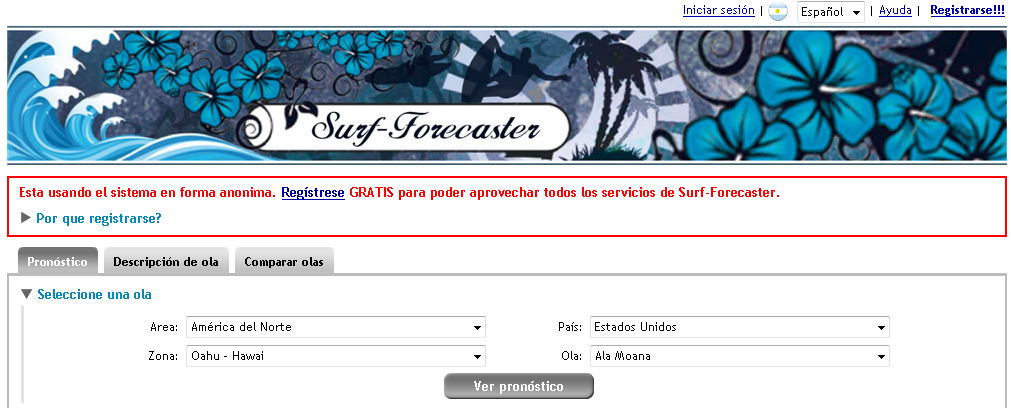 Iniciar sesión | Español | Ayuda | Registrarse!!!
Surf-Forecaster
Esta usando el sistema en forma anonima. Regístrese GRATIS para poder aprovechar todos los servicios de Surf-Forecaster.
Por que registrarse?
Pronóstico Descripción de ola Comparar olas
Seleccione una ola
Area: América del Norte País: Estados Unidos
Zona: Oahu - Hawai Ola: Ala Moana
Ver pronóstico